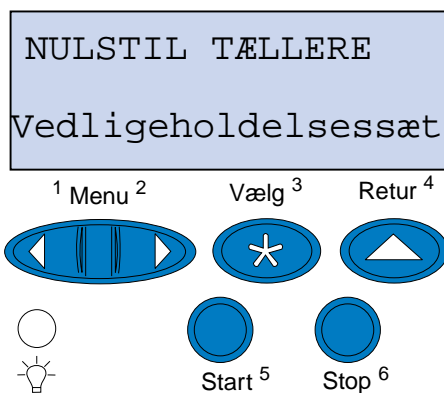 NULSTIL TÆLLERE
Vedligeholdelsessæt
1 Menu 2 Vælg 3 Retur 4
Start 5 Stop 6